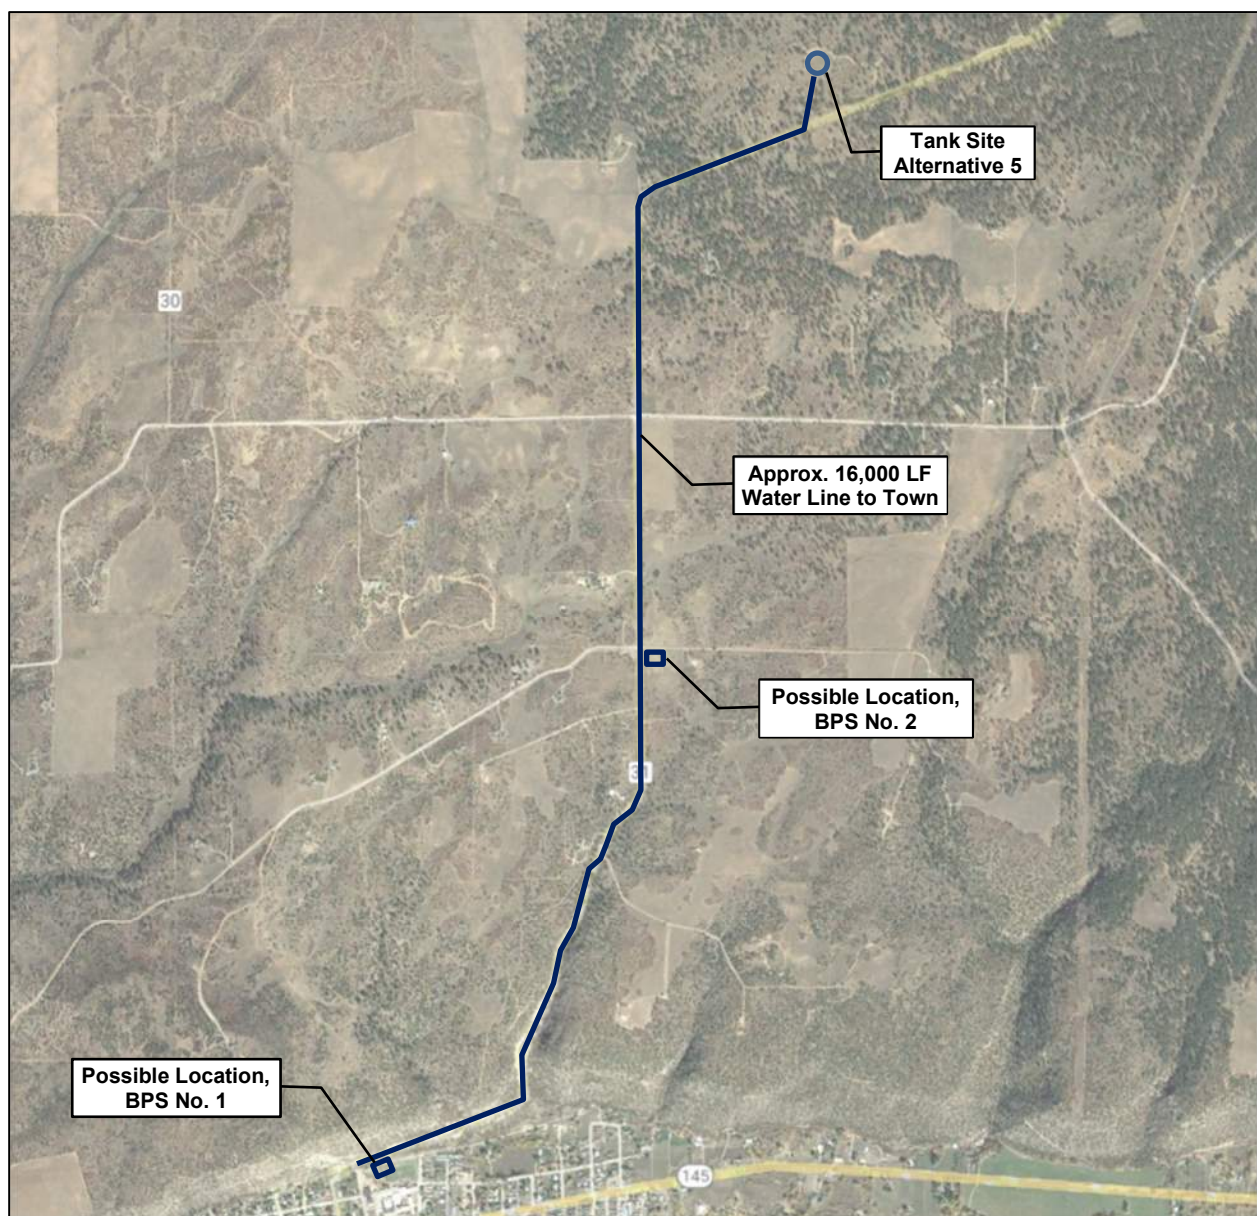 Tank Site
Alternative 5
30
Approx. 16,000 LF
Water Line to Town
Possible Location,
BPS No. 2
31
Possible Location,
BPS No. 1
145